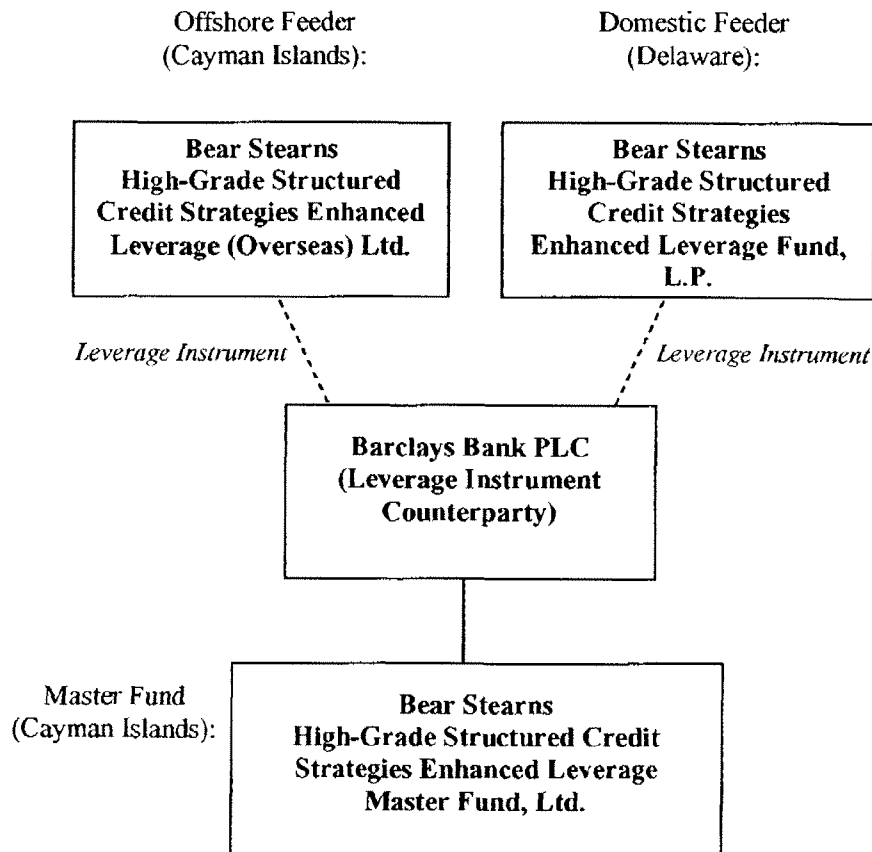 Offshore Feeder
(Cayman Islands):
Domestic Feeder
(Delaware):
Bear Stearns
High-Grade Structured
Credit Strategies Enhanced
Leverage (Overseas) Ltd.
Bear Stearns
High-Grade Structured
Credit Strategies
Enhanced Leverage Fund,
L.P.
Leverage Instrument
Leverage Instrument
Barclays Bank PLC
(Leverage Instrument
Counterparty)
Master Fund
(Cayman Islands):
Bear Stearns
High-Grade Structured Credit
Strategies Enhanced Leverage
Master Fund, Ltd.